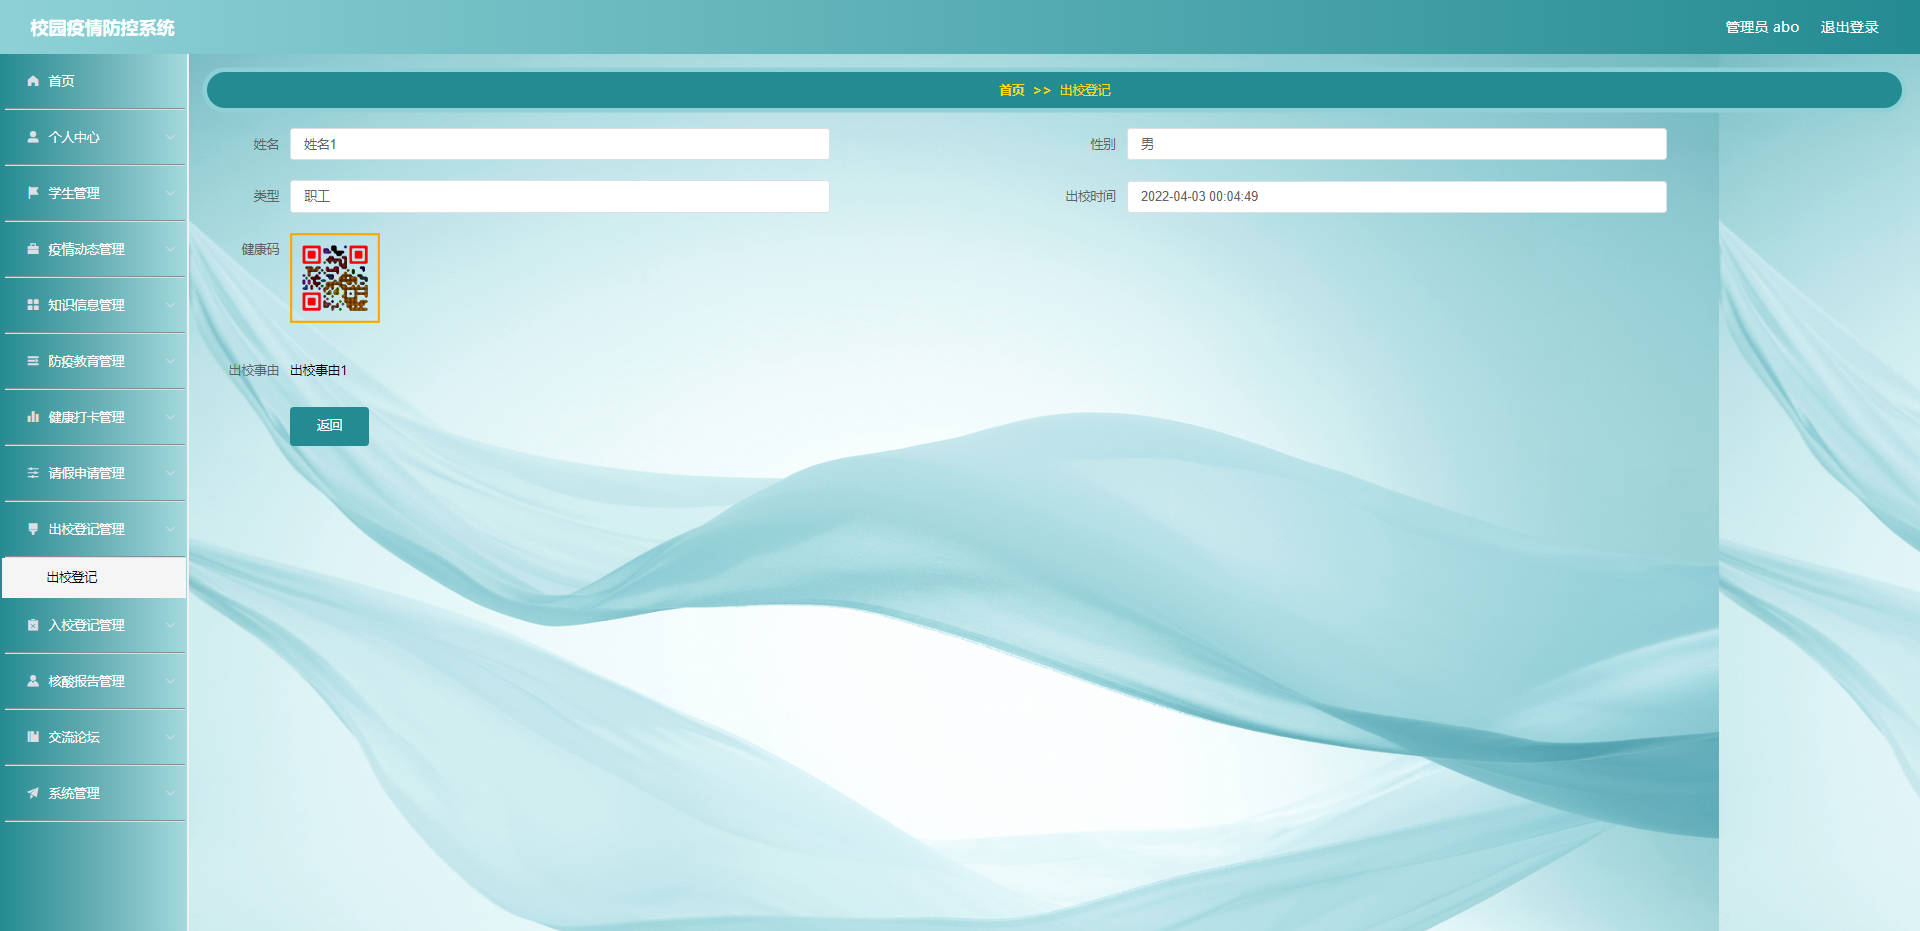 校园疫情防控系统
管理员 abo 退出登录
首页
个人中心
学生管理
疫情动态管理
知识信息管理
防疫教育管理
健康打卡管理
请假申请管理
出校登记管理
出校登记
入校登记管理
核酸报告管理
交流论坛
系统管理
首页 >> 出校登记
姓名 姓名1
性别 男
类型 职工
出校时间 2022-04-03 00:04:49
健康码
出校事由 出校事由1
返回